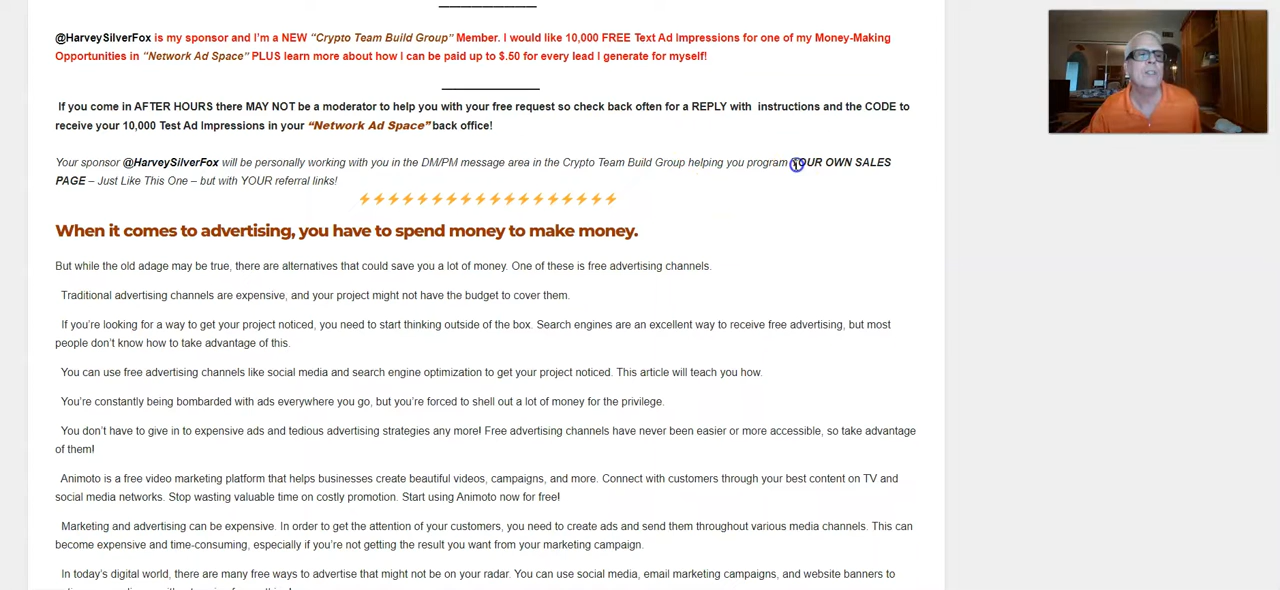 @HarveySilverFox is my sponsor and I'm a NEW "Crypto Team Build Group" Member. I would like 10,000 FREE Text Ad Impressions for one of my Money-Making
Opportunities in "Network Ad Space" PLUS learn more about how I can be paid up to $.50 for every lead I generate for myself!
If you come in AFTER HOURS there MAY NOT be a moderator to help you with your free request so check back often for a REPLY with instructions and the CODE to
receive your 10,000 Test Ad Impressions in your "Network Ad Space" back office!
Your sponsor @HarveySilverFox will be personally working with you in the DM/PM message area in the Crypto Team Build Group helping you program YOUR OWN SALES
PAGE – Just Like This One – but with YOUR referral links!
When it comes to advertising, you have to spend money to make money.
But while the old adage may be true, there are alternatives that could save you a lot of money. One of these is free advertising channels.
Traditional advertising channels are expensive, and your project might not have the budget to cover them.
If you're looking for a way to get your project noticed, you need to start thinking outside of the box. Search engines are an excellent way to receive free advertising, but most
people don't know how to take advantage of this.
You can use free advertising channels like social media and search engine optimization to get your project noticed. This article will teach you how.
You're constantly being bombarded with ads everywhere you go, but you're forced to shell out a lot of money for the privilege.
You don't have to give in to expensive ads and tedious advertising strategies any more! Free advertising channels have never been easier or more accessible, so take advantage
of them!
Animoto is a free video marketing platform that helps businesses create beautiful videos, campaigns, and more. Connect with customers through your best content on TV and
social media networks. Stop wasting valuable time on costly promotion. Start using Animoto now for free!
Marketing and advertising can be expensive. In order to get the attention of your customers, you need to create ads and send them throughout various media channels. This can
become expensive and time-consuming, especially if you're not getting the result you want from your marketing campaign.
In today's digital world, there are many free ways to advertise that might not be on your radar. You can use social media, email marketing campaigns, and website banners to